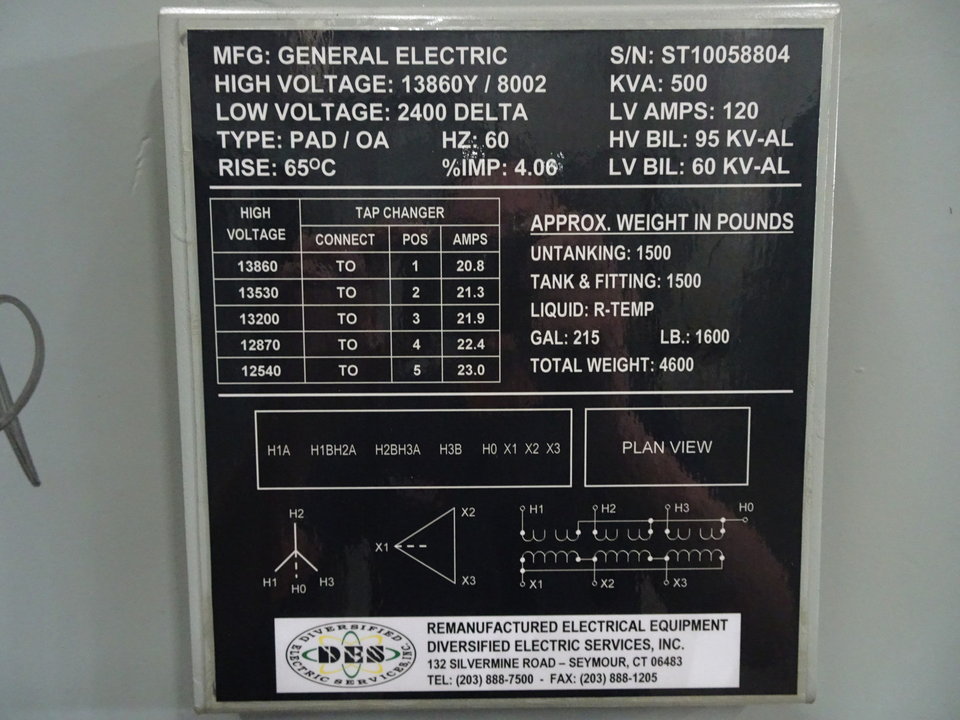 MFG: GENERAL ELECTRIC S/N: ST10058804
HIGH VOLTAGE: 13860Y / 8002 KVA: 500
LOW VOLTAGE: 2400 DELTA LV AMPS: 120
TYPE: PAD / OA HZ: 60 HV BIL: 95 KV-AL
RISE: 65ºC %IMP: 4.06 LV BIL: 60 KV-AL
HIGH VOLTAGE TAP CHANGER
CONNECT POS AMPS
13860 TO 1 20.8
13530 TO 2 21.3
13200 TO 3 21.9
12870 TO 4 22.4
12540 TO 5 23.0
APPROX. WEIGHT IN POUNDS
UNTANKING: 1500
TANK & FITTING: 1500
LIQUID: R-TEMP
GAL: 215 LB.: 1600
TOTAL WEIGHT: 4600
H1A H1BH2A H2BH3A H3B H0 X1 X2 X3
PLAN VIEW
H2
H1 H0 H3
X2
X1
X3
H1 H2 H3 H0
X1 X2 X3
DIVERSIFIED ELECTRIC SERVICES, INC.
DES
REMANUFACTURED ELECTRICAL EQUIPMENT
DIVERSIFIED ELECTRIC SERVICES, INC.
132 SILVERMINE ROAD – SEYMOUR, CT 06483
TEL: (203) 888-7500 - FAX: (203) 888-1205